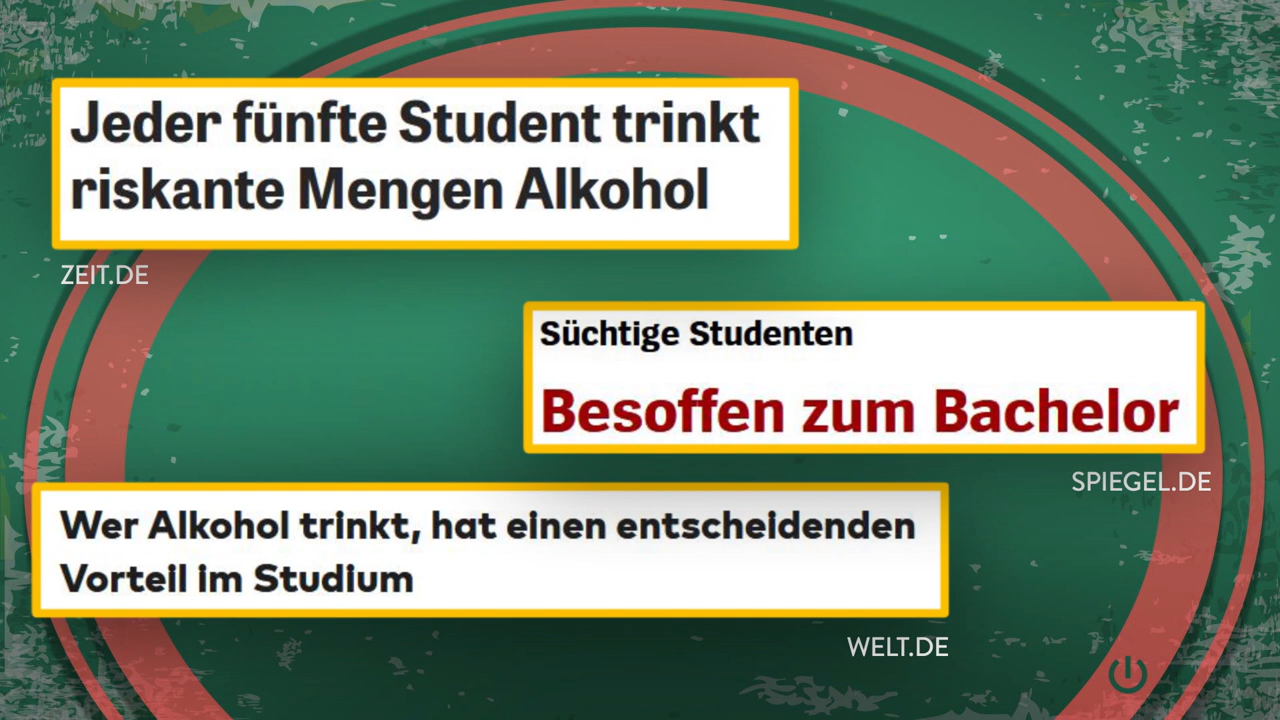 Jeder fünfte Student trinkt
riskante Mengen Alkohol
ZEIT.DE
Süchtige Studenten
Besoffen zum Bachelor
SPIEGEL.DE
Wer Alkohol trinkt, hat einen entscheidenden
Vorteil im Studium
WELT.DE